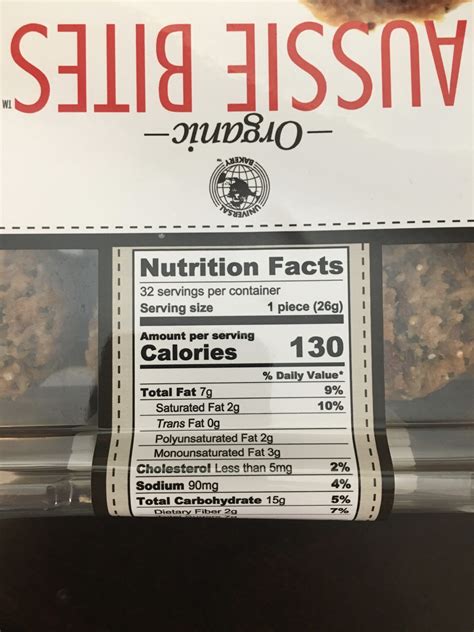 AUSSIE BITES™
Organic
UNIVERSAL
BAKERY
Nutrition Facts
32 servings per container
Serving size 1 piece (26g)
Amount per serving
Calories 130
% Daily Value*
Total Fat 7g 9%
Saturated Fat 2g 10%
Trans Fat 0g
Polyunsaturated Fat 2g
Monounsaturated Fat 3g
Cholesterol Less than 5mg 2%
Sodium 90mg 4%
Total Carbohydrate 15g 5%
Dietary Fiber 2g 7%